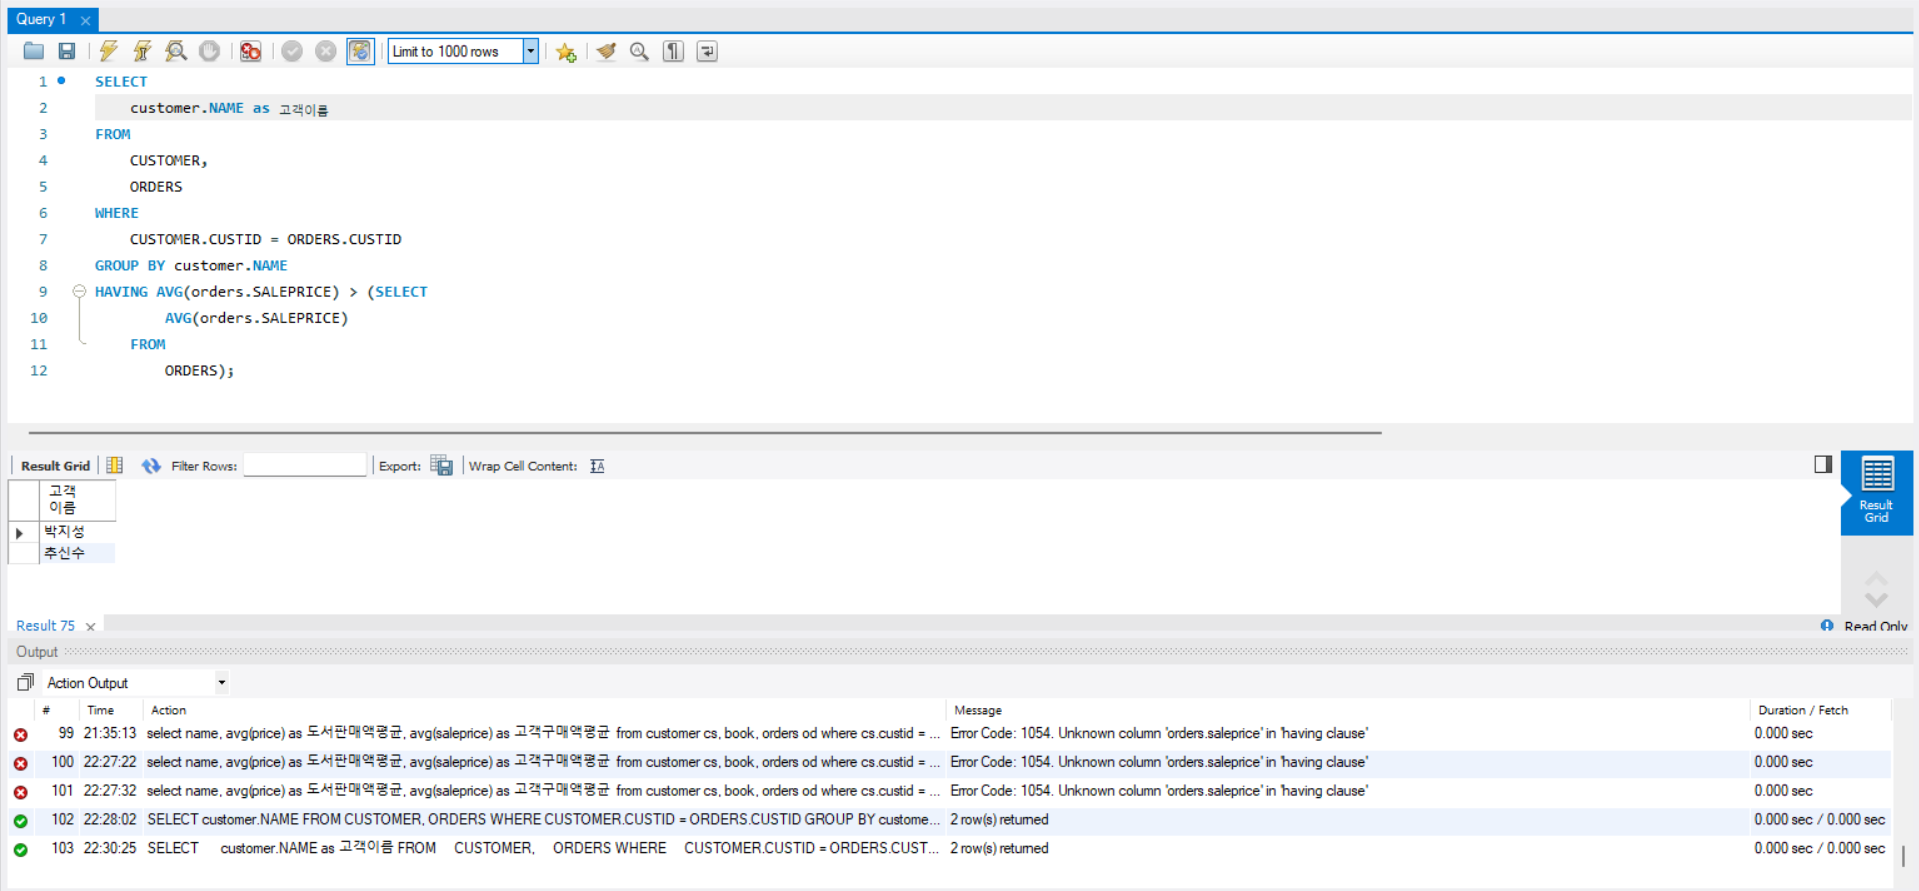 Query 1
Limit to 1000 rows
1 SELECT
2 customer.NAME as 고객이름
3 FROM
4 CUSTOMER,
5 ORDERS
6 WHERE
7 CUSTOMER.CUSTID = ORDERS.CUSTID
8 GROUP BY customer.NAME
9 HAVING AVG(orders.SALEPRICE) > (SELECT
10 AVG(orders.SALEPRICE)
11 FROM
12 ORDERS);
Result Grid Filter Rows: Export: Wrap Cell Content:
고객
이름
박지성
추신수
Result
Grid
Result 75
Read Only
Output
Action Output
# Time Action Message Duration / Fetch
99 21:35:13 select name, avg(price) as 도서판매액평균, avg(saleprice) as 고객구매액평균 from customer cs, book, orders od where cs.custid = ... Error Code: 1054. Unknown column 'orders.saleprice' in 'having clause' 0.000 sec
100 22:27:22 select name, avg(price) as 도서판매액평균, avg(saleprice) as 고객구매액평균 from customer cs, book, orders od where cs.custid = ... Error Code: 1054. Unknown column 'orders.saleprice' in 'having clause' 0.000 sec
101 22:27:32 select name, avg(price) as 도서판매액평균, avg(saleprice) as 고객구매액평균 from customer cs, book, orders od where cs.custid = ... Error Code: 1054. Unknown column 'orders.saleprice' in 'having clause' 0.000 sec
102 22:28:02 SELECT customer.NAME FROM CUSTOMER, ORDERS WHERE CUSTOMER.CUSTID = ORDERS.CUSTID GROUP BY custome... 2 row(s) returned 0.000 sec / 0.000 sec
103 22:30:25 SELECT customer.NAME as 고객이름 FROM CUSTOMER, ORDERS WHERE CUSTOMER.CUSTID = ORDERS.CUST... 2 row(s) returned 0.000 sec / 0.000 sec